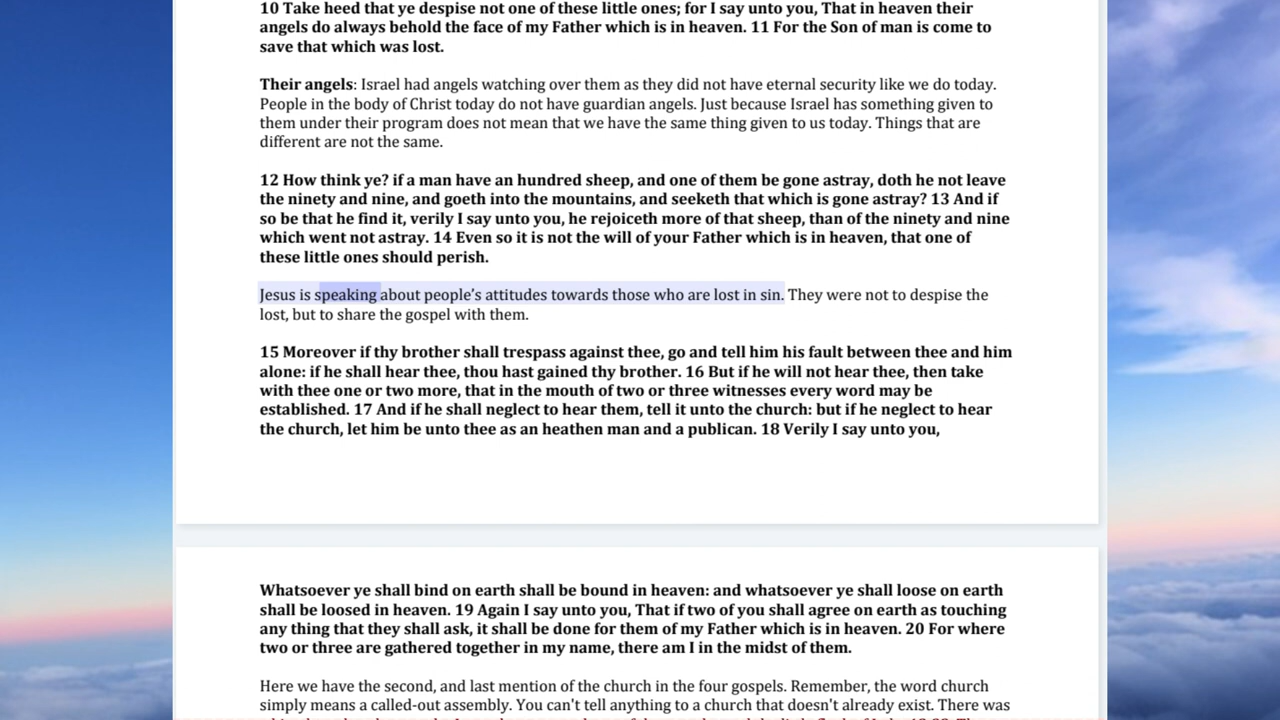 10 Take heed that ye despise not one of these little ones; for I say unto you, That in heaven their
angels do always behold the face of my Father which is in heaven. 11 For the Son of man is come to
save that which was lost.
Their angels: Israel had angels watching over them as they did not have eternal security like we do today.
People in the body of Christ today do not have guardian angels. Just because Israel has something given to
them under their program does not mean that we have the same thing given to us today. Things that are
different are not the same.
12 How think ye? if a man have an hundred sheep, and one of them be gone astray, doth he not leave
the ninety and nine, and goeth into the mountains, and seeketh that which is gone astray? 13 And if
so be that he find it, verily I say unto you, he rejoiceth more of that sheep, than of the ninety and nine
which went not astray. 14 Even so it is not the will of your Father which is in heaven, that one of
these little ones should perish.
Jesus is speaking about people’s attitudes towards those who are lost in sin. They were not to despise the
lost, but to share the gospel with them.
15 Moreover if thy brother shall trespass against thee, go and tell him his fault between thee and him
alone: if he shall hear thee, thou hast gained thy brother. 16 But if he will not hear thee, then take
with thee one or two more, that in the mouth of two or three witnesses every word may be
established. 17 And if he shall neglect to hear them, tell it unto the church: but if he neglect to hear
the church, let him be unto thee as an heathen man and a publican. 18 Verily I say unto you,
Whatsoever ye shall bind on earth shall be bound in heaven: and whatsoever ye shall loose on earth
shall be loosed in heaven. 19 Again I say unto you, That if two of you shall agree on earth as touching
any thing that they shall ask, it shall be done for them of my Father which is in heaven. 20 For where
two or three are gathered together in my name, there am I in the midst of them.
Here we have the second, and last mention of the church in the four gospels. Remember, the word church
simply means a called-out assembly. You can't tell anything to a church that doesn't already exist. There was